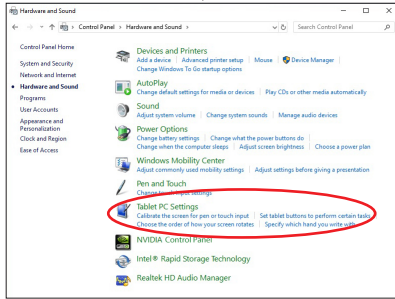 Hardware and Sound
Control Panel > Hardware and Sound >
Search Control Panel
Control Panel Home
System and Security
Network and Internet
Hardware and Sound
Programs
User Accounts
Appearance and
Personalization
Clock and Region
Ease of Access
Devices and Printers
Add a device | Advanced printer setup | Mouse | Device Manager |
Change Windows To Go startup options
AutoPlay
Change default settings for media or devices | Play CDs or other media automatically
Sound
Adjust system volume | Change system sounds | Manage audio devices
Power Options
Change battery settings | Change what the power buttons do |
Change when the computer sleeps | Adjust screen brightness | Choose a power plan
Windows Mobility Center
Adjust commonly used mobility settings | Adjust settings before giving a presentation
Pen and Touch
Change touch input settings
Tablet PC Settings
Calibrate the screen for pen or touch input | Set tablet buttons to perform certain tasks
Choose the order of how your screen rotates | Specify which hand you write with
NVIDIA Control Panel
Intel® Rapid Storage Technology
Realtek HD Audio Manager